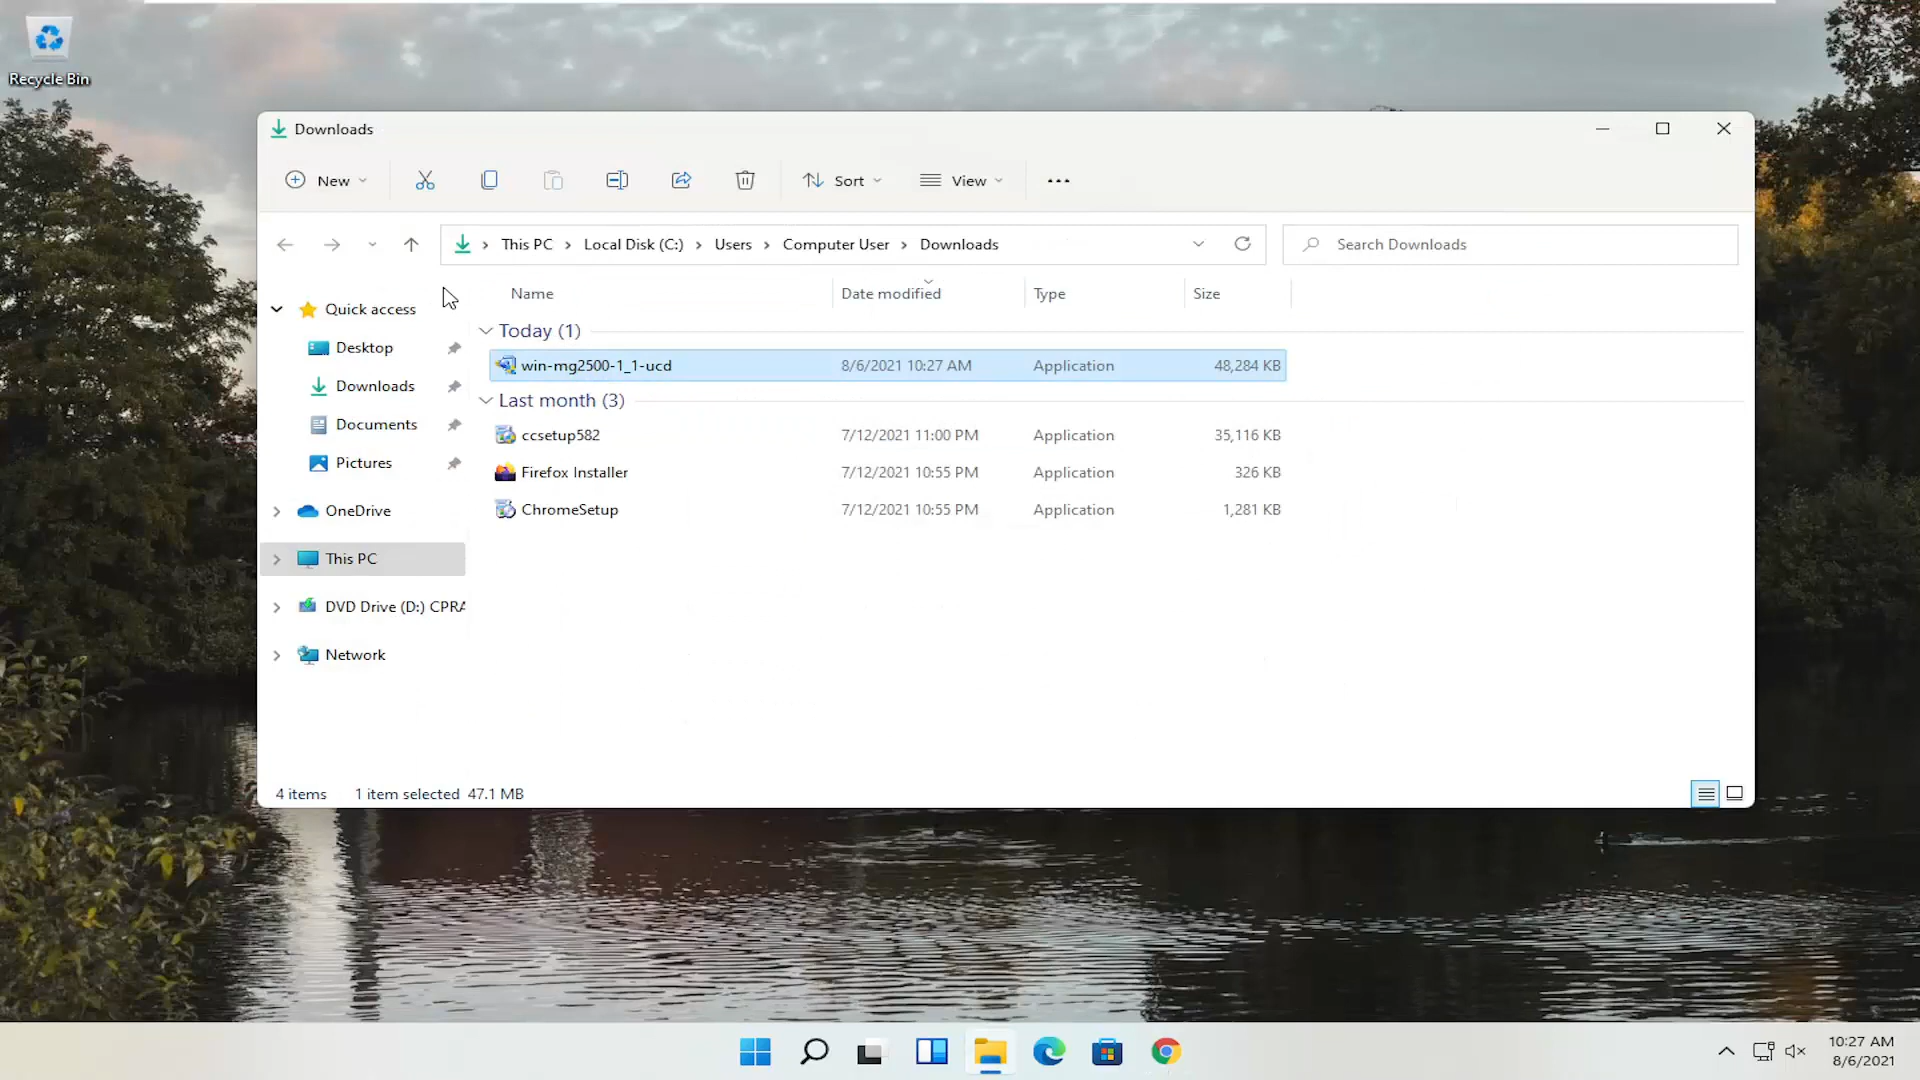 Recycle Bin
Downloads
New
Sort
View
This PC
Local Disk (C:)
Users
Computer User
Downloads
Search Downloads
Name
Date modified
Type
Size
Quick access
Desktop
Downloads
Documents
Pictures
OneDrive
This PC
DVD Drive (D:) CPRA
Network
Today (1)
win-mg2500-1_1-ucd 8/6/2021 10:27 AM Application 48,284 KB
Last month (3)
ccsetup582 7/12/2021 11:00 PM Application 35,116 KB
Firefox Installer 7/12/2021 10:55 PM Application 326 KB
ChromeSetup 7/12/2021 10:55 PM Application 1,281 KB
4 items 1 item selected 47.1 MB
10:27 AM
8/6/2021